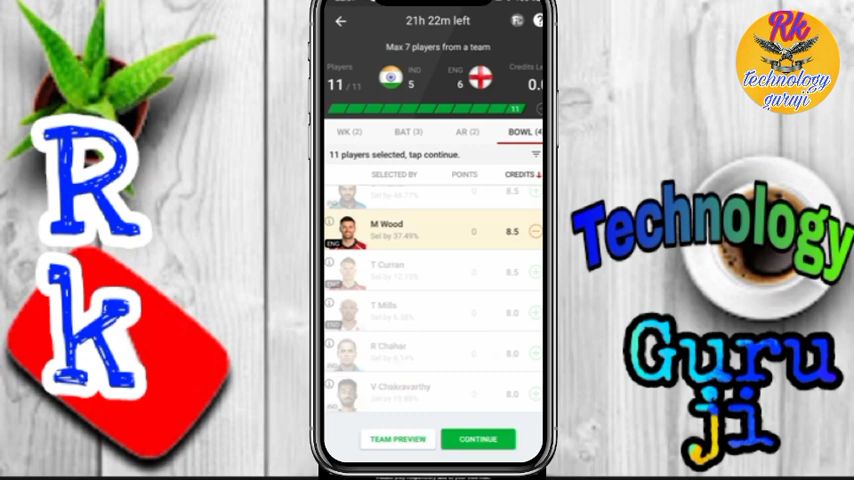 21h 22m left
Max 7 players from a team
Players
11 / 11
IND
5
ENG
6
Credits Le
0.
11
WK (2)
BAT (3)
AR (2)
BOWL (4
11 players selected, tap continue.
SELECTED BY
POINTS
CREDITS
0
8.5
M Wood
Sel by 37.49%
0
8.5
ENG
T Curran
0
8.5
T Mills
0
8.0
R Chahar
0
8.0
V Chakravarthy
0
8.0
TEAM PREVIEW
CONTINUE
Rk
technology
guruji
R
k
Technology
Guru
ji